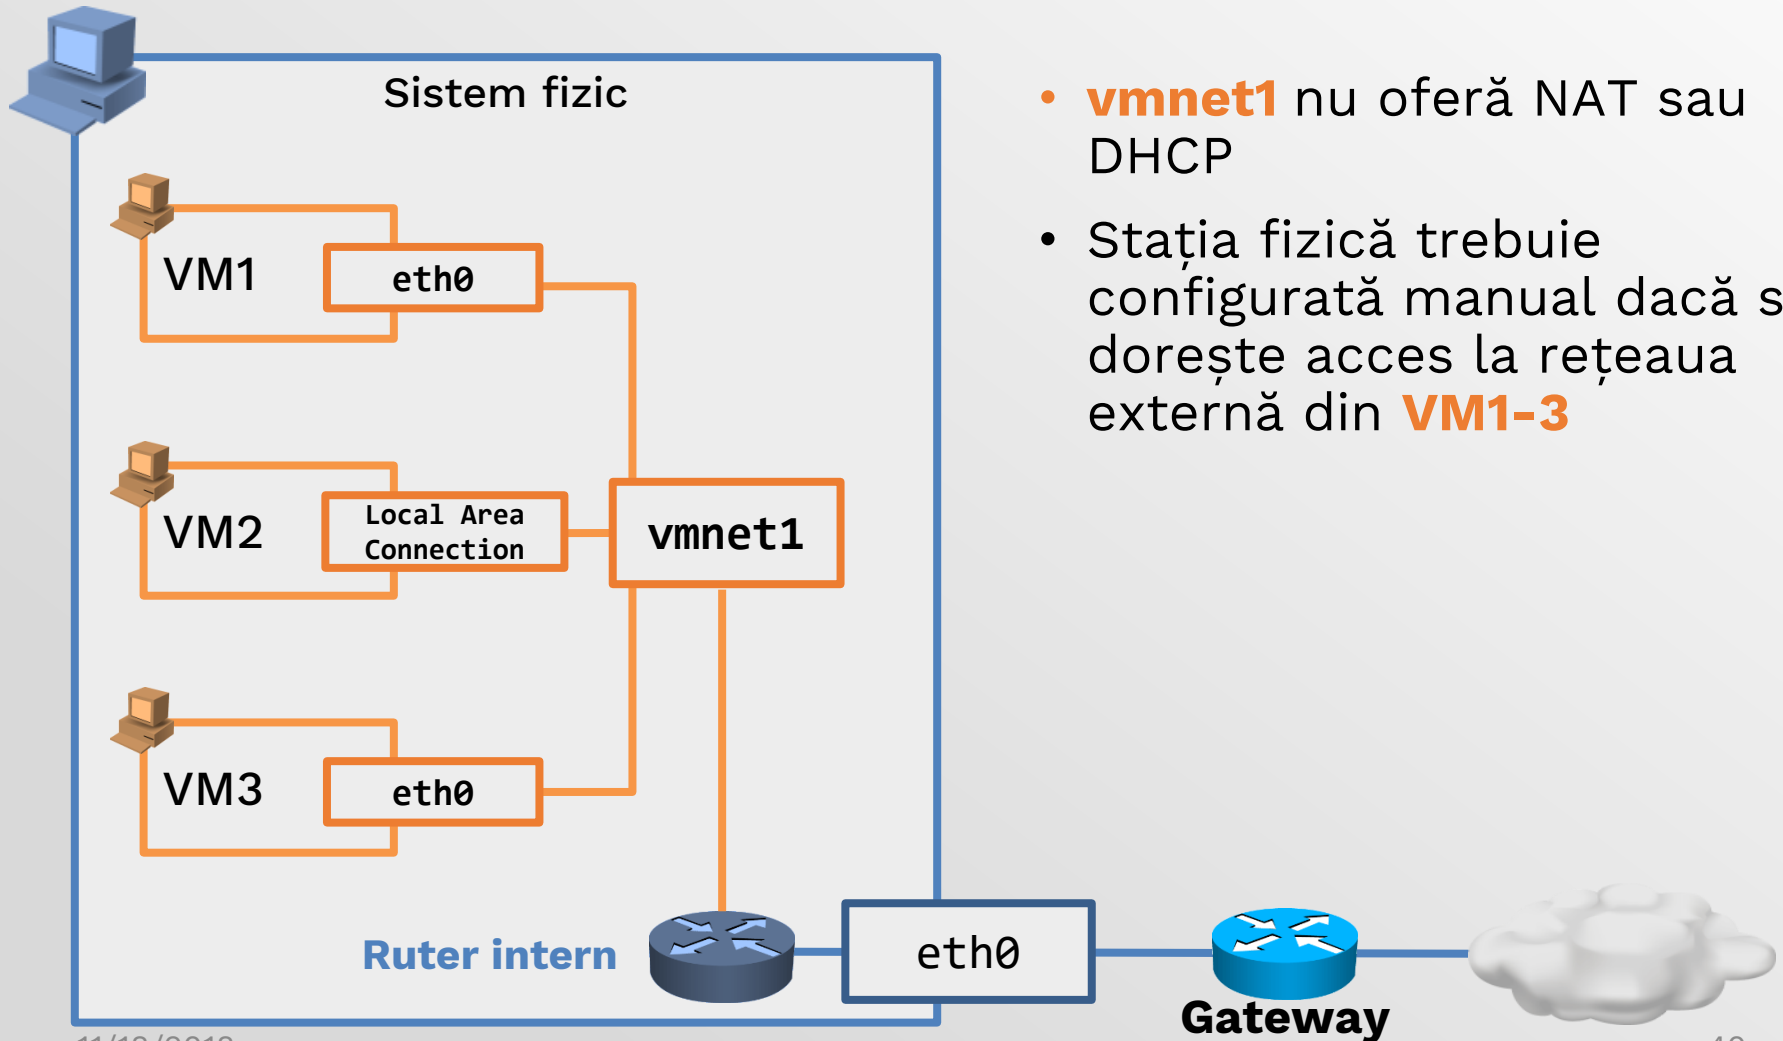 Sistem fizic
VM1
eth0
VM2
Local Area
Connection
vmnet1
VM3
eth0
Ruter intern
eth0
Gateway
• vmnet1 nu oferă NAT sau
DHCP
• Stația fizică trebuie
configurată manual dacă s
dorește acces la rețeaua
externă din VM1-3